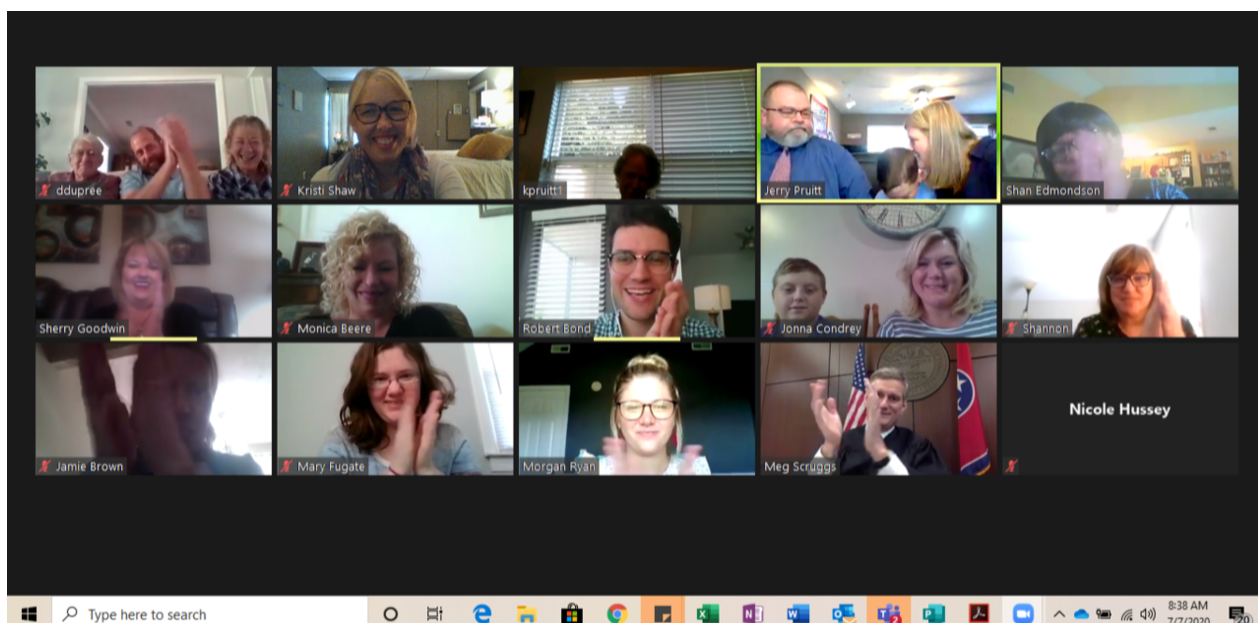 ddupree
Kristi Shaw
kpruitt1
Jerry Pruitt
Shan Edmondson
Sherry Goodwin
Monica Beere
Robert Bond
Jonna Condrey
Shannon
Jamie Brown
Mary Fugate
Morgan Ryan
Meg Scruggs
Nicole Hussey
Type here to search
8:38 AM
7/7/2020
20